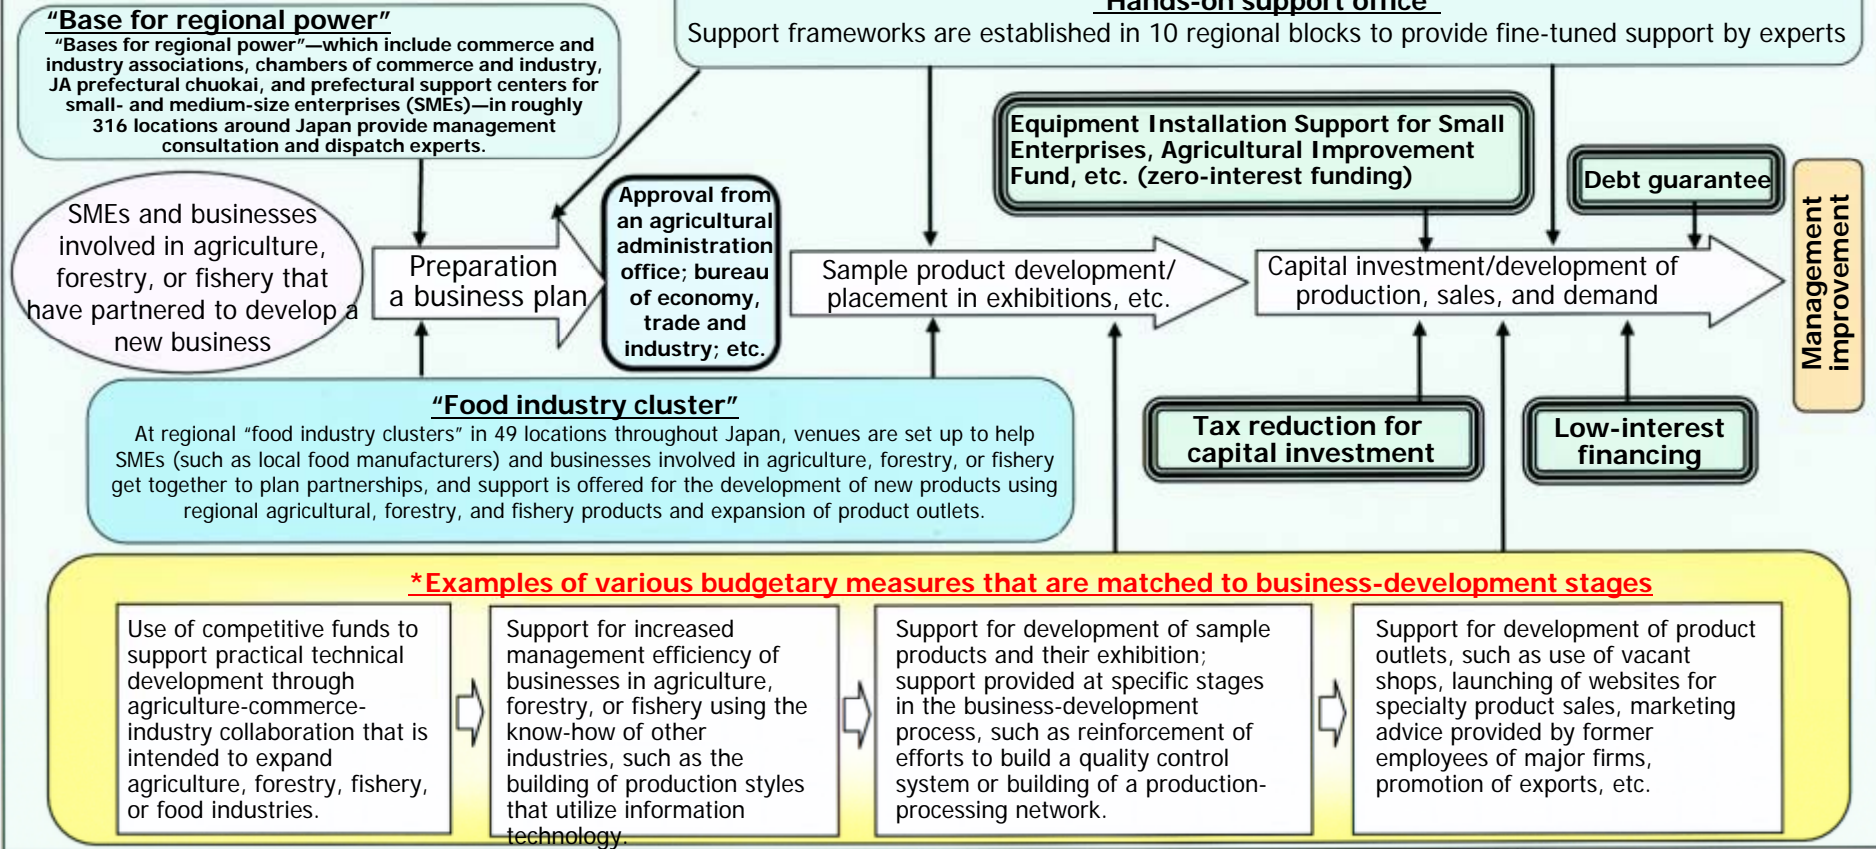 “Base for regional power”
“Bases for regional power”—which include commerce and
industry associations, chambers of commerce and industry,
JA prefectural chuokai, and prefectural support centers for
small- and medium-size enterprises (SMEs)—in roughly
316 locations around Japan provide management
consultation and dispatch experts.
“Hands-on support office”
Support frameworks are established in 10 regional blocks to provide fine-tuned support by experts
Equipment Installation Support for Small
Enterprises, Agricultural Improvement
Fund, etc. (zero-interest funding)
Debt guarantee
SMEs and businesses
involved in agriculture,
forestry, or fishery that
have partnered to develop a
new business
Preparation
a business plan
Approval from
an agricultural
administration
office; bureau
of economy,
trade and
industry; etc.
Sample product development/
placement in exhibitions, etc.
Capital investment/development of
production, sales, and demand
Management
improvement
“Food industry cluster”
At regional “food industry clusters” in 49 locations throughout Japan, venues are set up to help
SMEs (such as local food manufacturers) and businesses involved in agriculture, forestry, or fishery
get together to plan partnerships, and support is offered for the development of new products using
regional agricultural, forestry, and fishery products and expansion of product outlets.
Tax reduction for
capital investment
Low-interest
financing
*Examples of various budgetary measures that are matched to business-development stages
Use of competitive funds to
support practical technical
development through
agriculture-commerce-
industry collaboration that is
intended to expand
agriculture, forestry, fishery,
or food industries.
Support for increased
management efficiency of
businesses in agriculture,
forestry, or fishery using the
know-how of other
industries, such as the
building of production styles
that utilize information
technology.
Support for development of sample
products and their exhibition;
support provided at specific stages
in the business-development
process, such as reinforcement of
efforts to build a quality control
system or building of a production-
processing network.
Support for development of product
outlets, such as use of vacant
shops, launching of websites for
specialty product sales, marketing
advice provided by former
employees of major firms,
promotion of exports, etc.